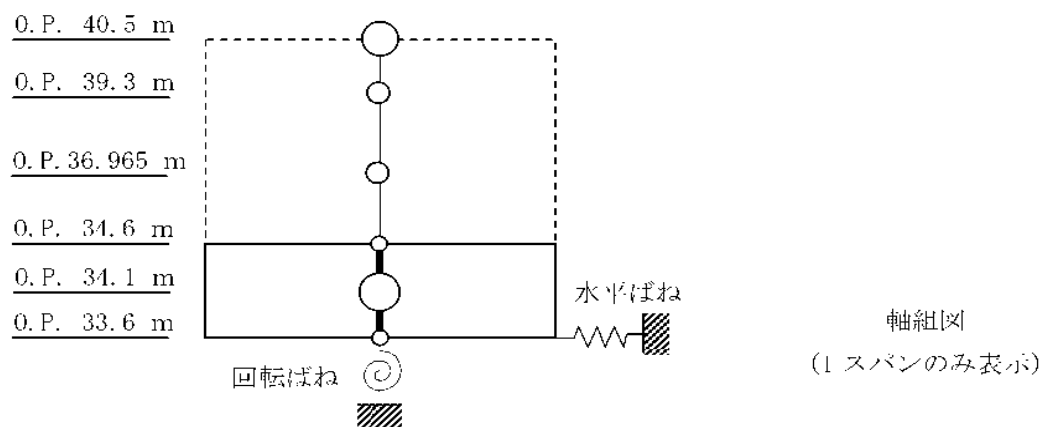 O.P. 40.5 m
O.P. 39.3 m
O.P.36.965 m
O.P. 34.6 m
O.P. 34.1 m
O.P. 33.6 m
水平ばね
回転ばね
軸組図
(1 スパンのみ表示)